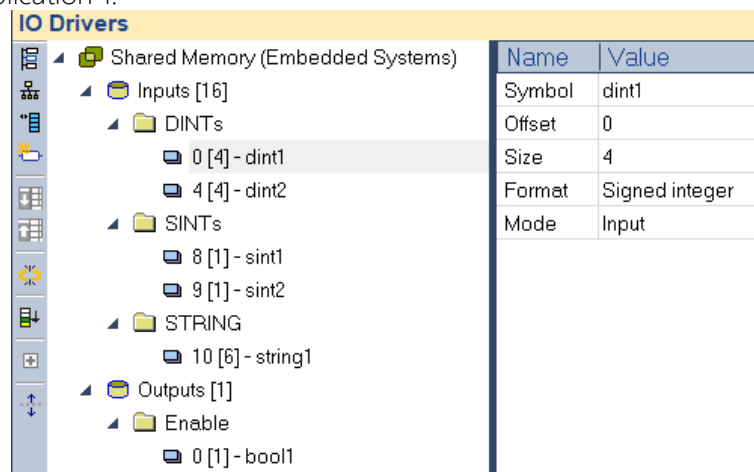 IO Drivers
Shared Memory (Embedded Systems)
Inputs [16]
DINTs
0 [4] - dint1
4 [4] - dint2
SINTs
8 [1] - sint1
9 [1] - sint2
STRING
10 [6] - string1
Outputs [1]
Enable
0 [1] - bool1
Name Value
Symbol dint1
Offset 0
Size 4
Format Signed integer
Mode Input